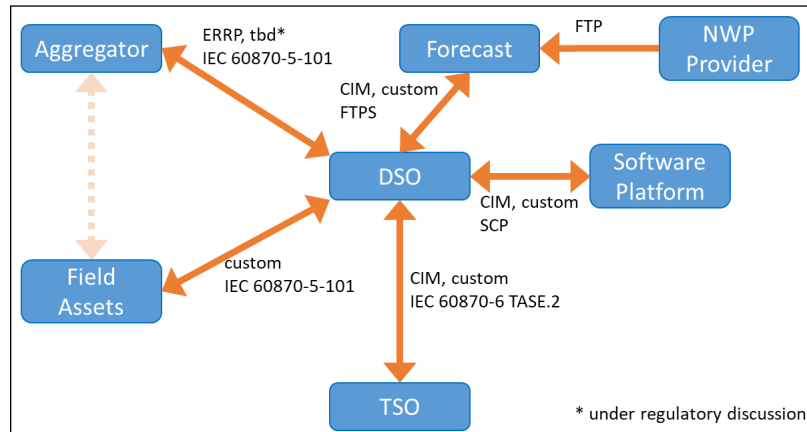 Aggregator
ERRP, tbd*
IEC 60870-5-101
Forecast
FTP
NWP
Provider
CIM, custom
FTPS
DSO
Software
Platform
CIM, custom
SCP
Field
Assets
custom
IEC 60870-5-101
CIM, custom
IEC 60870-6 TASE.2
TSO
* under regulatory discussion